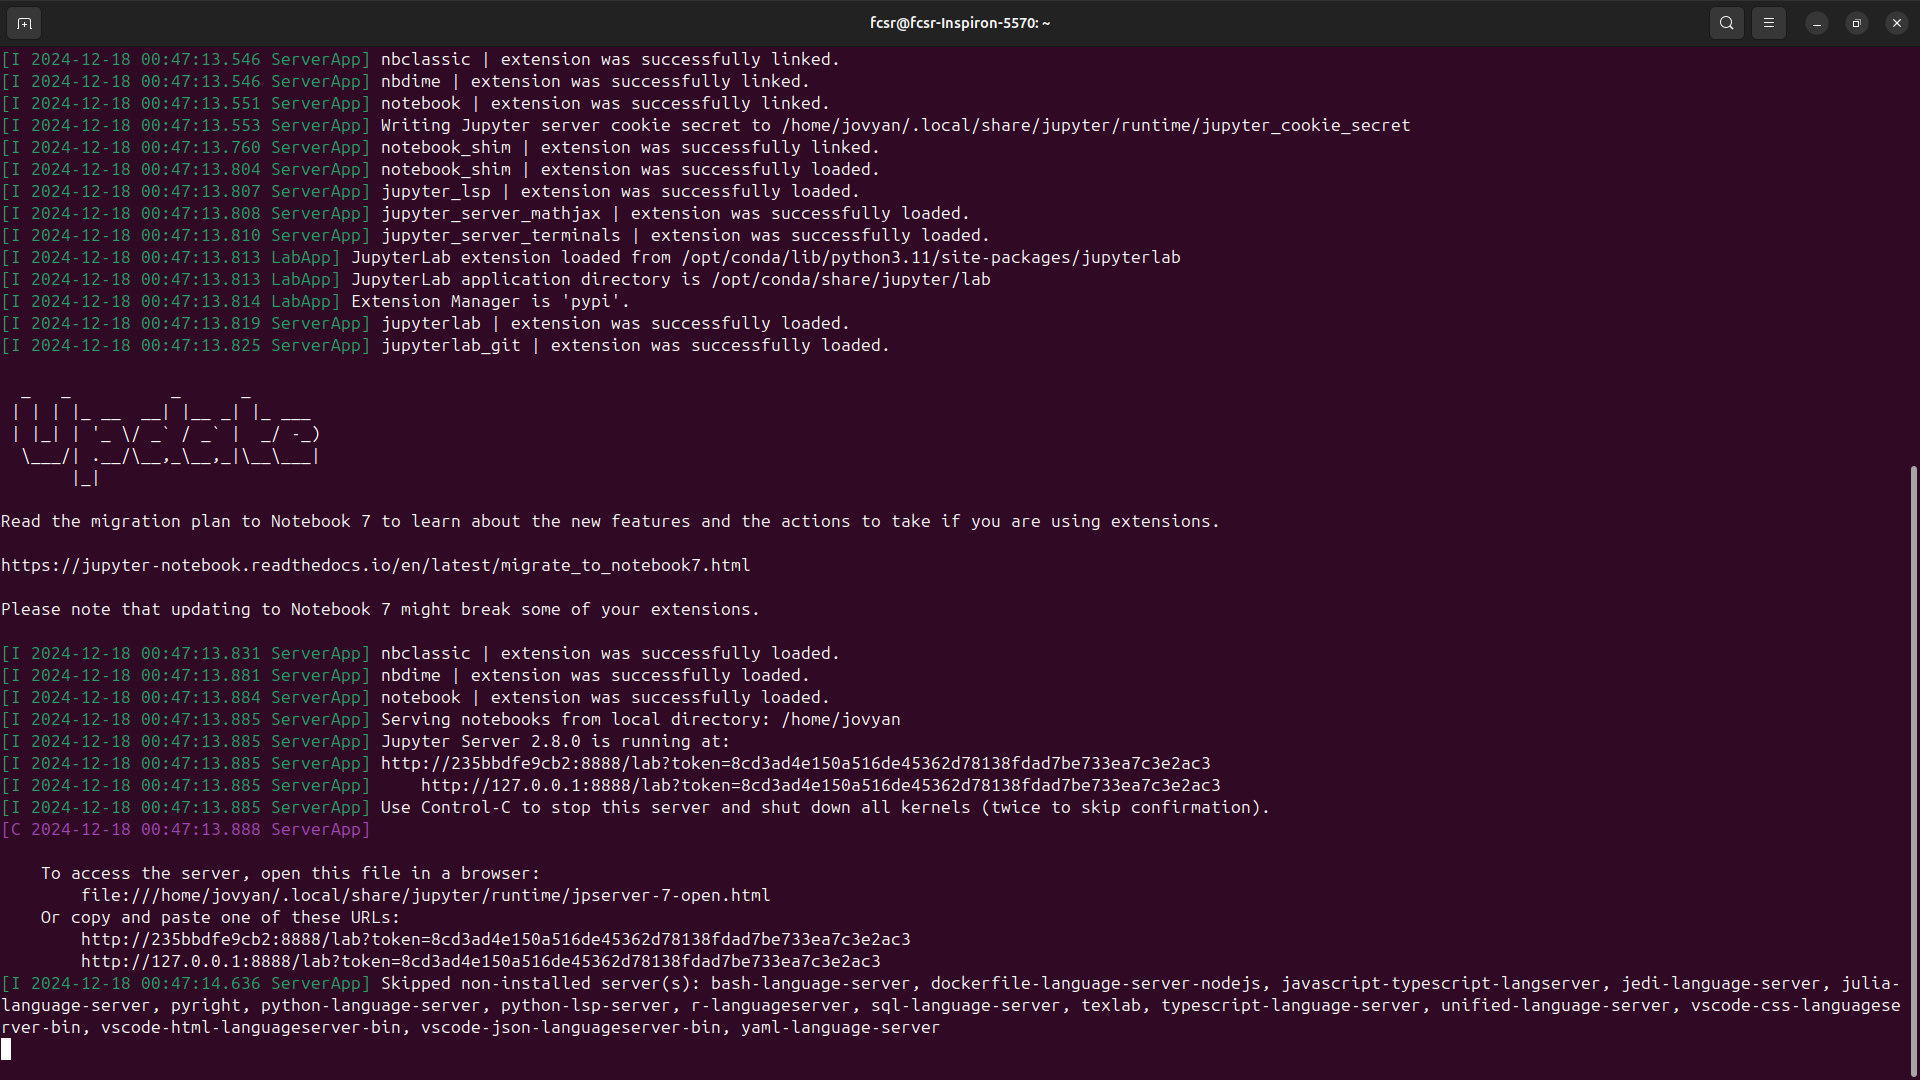 fcsr@fcsr-Inspiron-5570: ~
[I 2024-12-18 00:47:13.546 ServerApp] nbclassic | extension was successfully linked.
[I 2024-12-18 00:47:13.546 ServerApp] nbdime | extension was successfully linked.
[I 2024-12-18 00:47:13.551 ServerApp] notebook | extension was successfully linked.
[I 2024-12-18 00:47:13.553 ServerApp] Writing Jupyter server cookie secret to /home/jovyan/.local/share/jupyter/runtime/jupyter_cookie_secret
[I 2024-12-18 00:47:13.760 ServerApp] notebook_shim | extension was successfully linked.
[I 2024-12-18 00:47:13.804 ServerApp] notebook_shim | extension was successfully loaded.
[I 2024-12-18 00:47:13.807 ServerApp] jupyter_lsp | extension was successfully loaded.
[I 2024-12-18 00:47:13.808 ServerApp] jupyter_server_mathjax | extension was successfully loaded.
[I 2024-12-18 00:47:13.810 ServerApp] jupyter_server_terminals | extension was successfully loaded.
[I 2024-12-18 00:47:13.813 LabApp] JupyterLab extension loaded from /opt/conda/lib/python3.11/site-packages/jupyterlab
[I 2024-12-18 00:47:13.813 LabApp] JupyterLab application directory is /opt/conda/share/jupyter/lab
[I 2024-12-18 00:47:13.814 LabApp] Extension Manager is 'pypi'.
[I 2024-12-18 00:47:13.819 ServerApp] jupyterlab | extension was successfully loaded.
[I 2024-12-18 00:47:13.825 ServerApp] jupyterlab_git | extension was successfully loaded.
  _   _          _      _
 | | | |_ __  __| |__ _| |_ ___
 | |_| | '_ \/ _` / _` |  _/ -_)
  \___/| .__/\__,_\__,_|\__\___|
       |_|
Read the migration plan to Notebook 7 to learn about the new features and the actions to take if you are using extensions.
https://jupyter-notebook.readthedocs.io/en/latest/migrate_to_notebook7.html
Please note that updating to Notebook 7 might break some of your extensions.
[I 2024-12-18 00:47:13.831 ServerApp] nbclassic | extension was successfully loaded.
[I 2024-12-18 00:47:13.881 ServerApp] nbdime | extension was successfully loaded.
[I 2024-12-18 00:47:13.884 ServerApp] notebook | extension was successfully loaded.
[I 2024-12-18 00:47:13.885 ServerApp] Serving notebooks from local directory: /home/jovyan
[I 2024-12-18 00:47:13.885 ServerApp] Jupyter Server 2.8.0 is running at:
[I 2024-12-18 00:47:13.885 ServerApp] http://235bbdfe9cb2:8888/lab?token=8cd3ad4e150a516de45362d78138fdad7be733ea7c3e2ac3
[I 2024-12-18 00:47:13.885 ServerApp]     http://127.0.0.1:8888/lab?token=8cd3ad4e150a516de45362d78138fdad7be733ea7c3e2ac3
[I 2024-12-18 00:47:13.885 ServerApp] Use Control-C to stop this server and shut down all kernels (twice to skip confirmation).
[C 2024-12-18 00:47:13.888 ServerApp]
    To access the server, open this file in a browser:
        file:///home/jovyan/.local/share/jupyter/runtime/jpserver-7-open.html
    Or copy and paste one of these URLs:
        http://235bbdfe9cb2:8888/lab?token=8cd3ad4e150a516de45362d78138fdad7be733ea7c3e2ac3
        http://127.0.0.1:8888/lab?token=8cd3ad4e150a516de45362d78138fdad7be733ea7c3e2ac3
[I 2024-12-18 00:47:14.636 ServerApp] Skipped non-installed server(s): bash-language-server, dockerfile-language-server-nodejs, javascript-typescript-langserver, jedi-language-server, julia-
language-server, pyright, python-language-server, python-lsp-server, r-languageserver, sql-language-server, texlab, typescript-language-server, unified-language-server, vscode-css-languagese
rver-bin, vscode-html-languageserver-bin, vscode-json-languageserver-bin, yaml-language-server